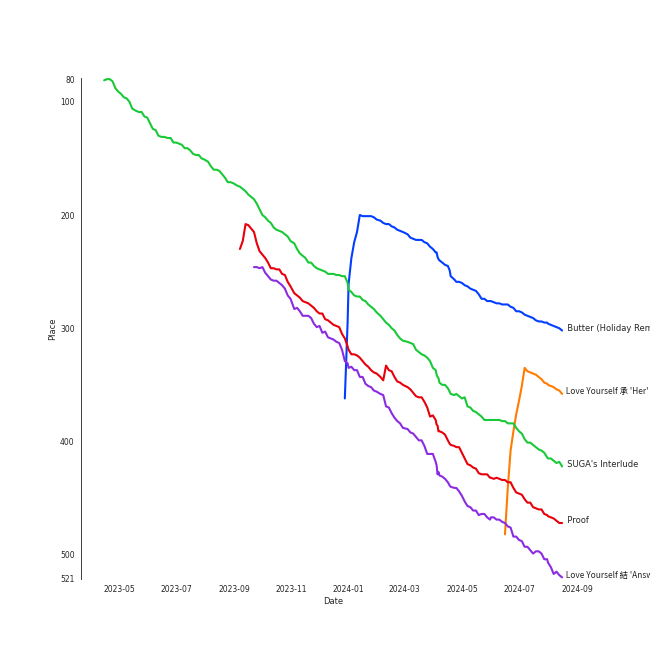 80
100
200
300
400
500
521
Place
2023-05
2023-07
2023-09
2023-11
2024-01
2024-03
2024-05
2024-07
2024-09
Date
Butter (Holiday Rem
Love Yourself 承 'Her'
SUGA's Interlude
Proof
Love Yourself 結 'Answ